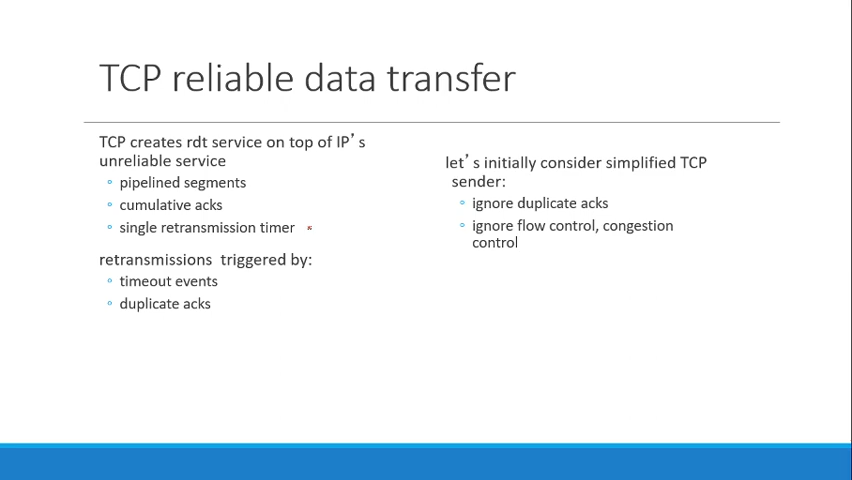 TCP reliable data transfer
TCP creates rdt service on top of IP’s
unreliable service
◦ pipelined segments
◦ cumulative acks
◦ single retransmission timer
retransmissions  triggered by:
◦ timeout events
◦ duplicate acks
let’s initially consider simplified TCP
sender:
◦ ignore duplicate acks
◦ ignore flow control, congestion
control